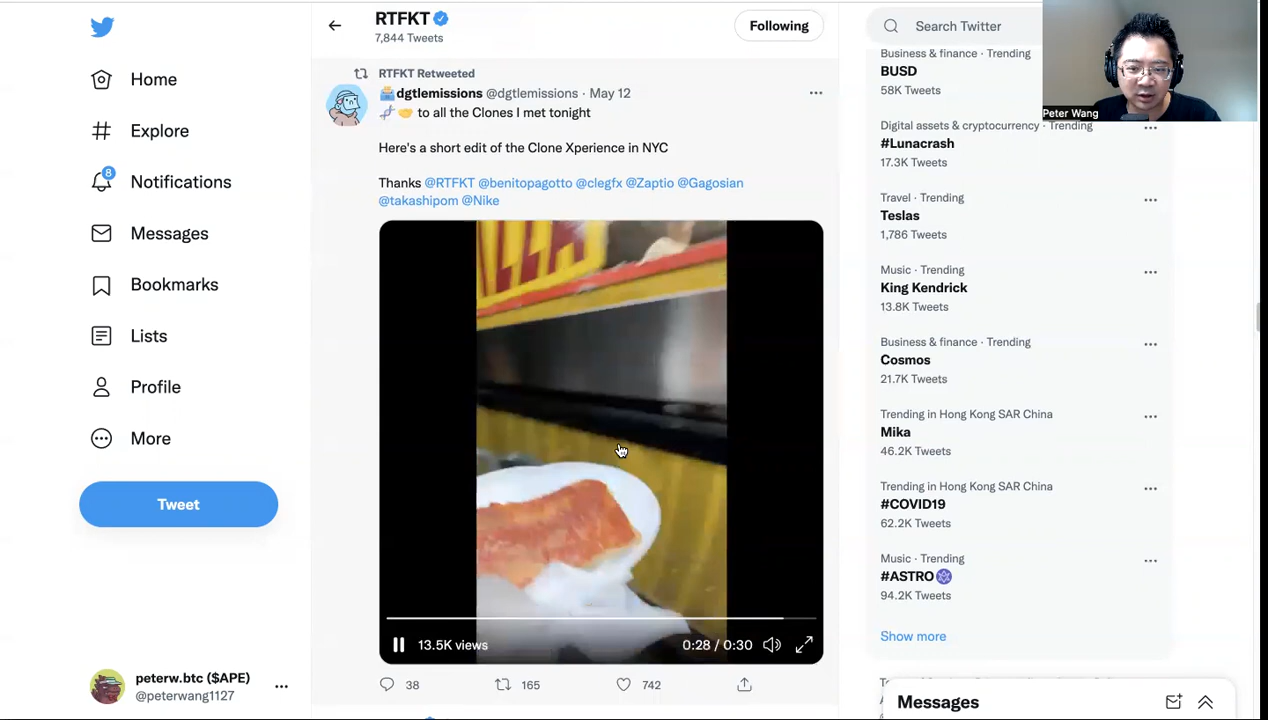 RTFKT
7,844 Tweets
Following
Search Twitter
Home
Explore
8
Notifications
Messages
Bookmarks
Lists
Profile
More
Tweet
peterw.btc ($APE)
@peterwang1127
RTFKT Retweeted
dgtlemissions @dgtlemissions · May 12
to all the Clones I met tonight
Here's a short edit of the Clone Xperience in NYC
Thanks @RTFKT @benitopagotto @clegfx @Zaptio @Gagosian
@takashipom @Nike
13.5K views
0:28 / 0:30
38
165
742
Business & finance · Trending
BUSD
58K Tweets
Digital assets & cryptocurrency · Trending
#Lunacrash
17.3K Tweets
Travel · Trending
Teslas
1,786 Tweets
Music · Trending
King Kendrick
13.8K Tweets
Business & finance · Trending
Cosmos
21.7K Tweets
Trending in Hong Kong SAR China
Mika
46.2K Tweets
Trending in Hong Kong SAR China
#COVID19
62.2K Tweets
Music · Trending
#ASTRO
94.2K Tweets
Show more
Messages
Peter Wang